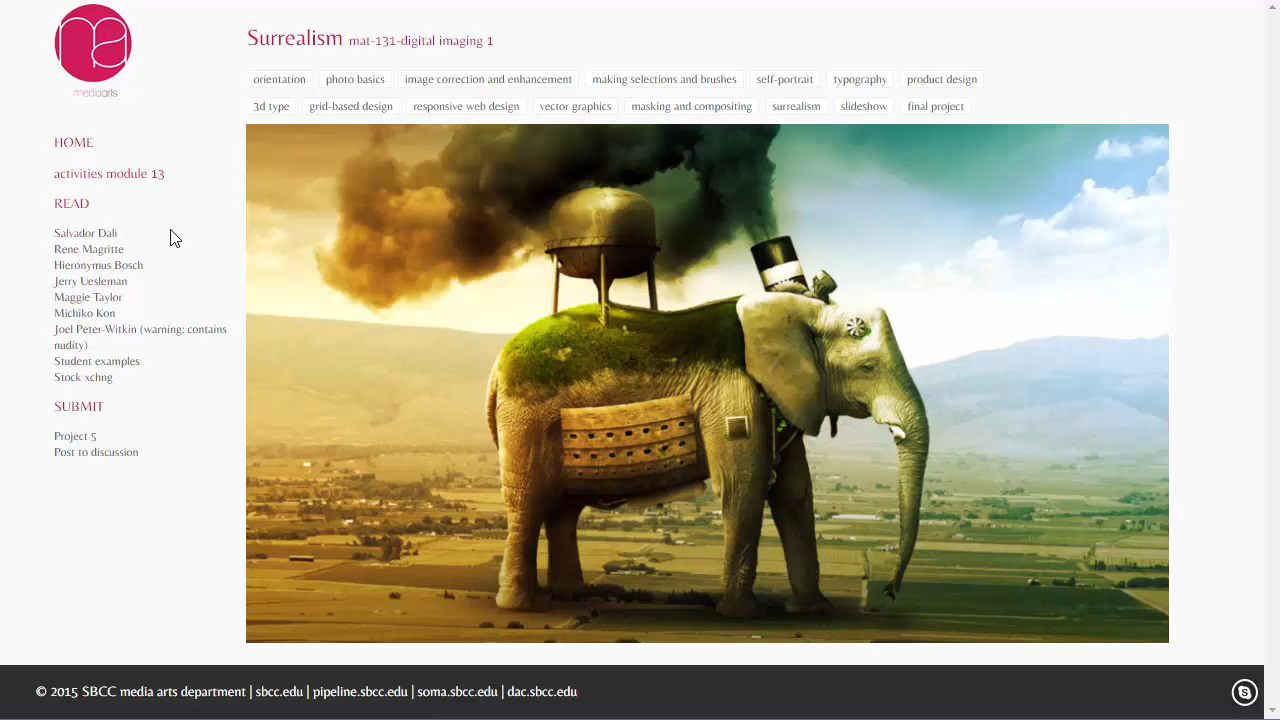 mediaarts
Surrealism mat-131-digital imaging 1
orientation photo basics image correction and enhancement making selections and brushes self-portrait typography product design
3d type grid-based design responsive web design vector graphics masking and compositing surrealism slideshow final project
HOME
activities module 13
READ
Salvador Dali
Rene Magritte
Hieronymus Bosch
Jerry Uesleman
Maggie Taylor
Michiko Kon
Joel Peter-Witkin (warning: contains
nudity)
Student examples
Stock xchng
SUBMIT
Project 5
Post to discussion
© 2015 SBCC media arts department | sbcc.edu | pipeline.sbcc.edu | soma.sbcc.edu | dac.sbcc.edu